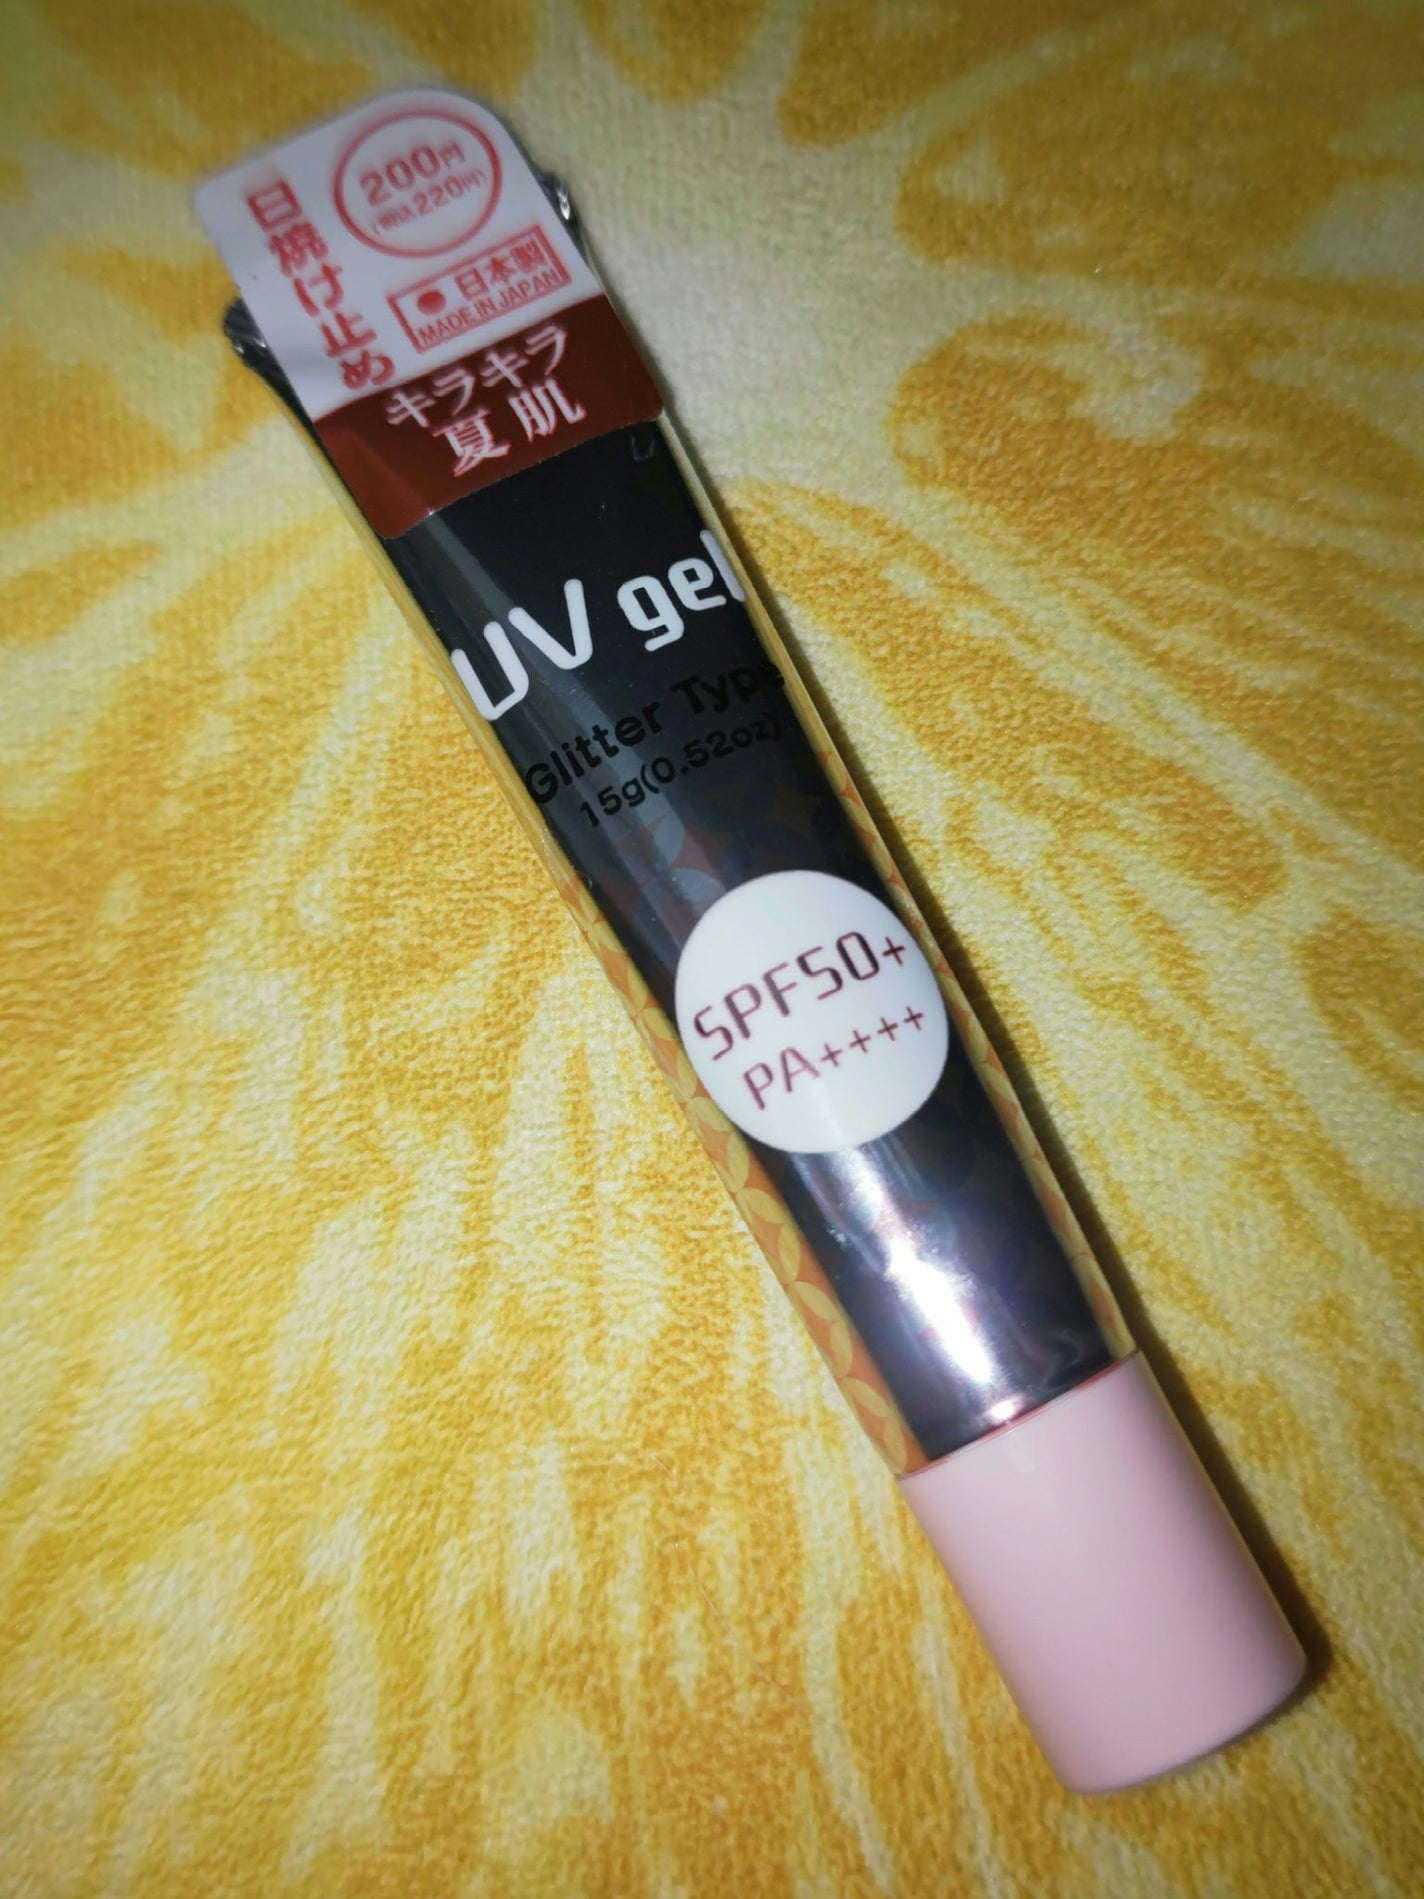 日焼け止め
200円
(税込220円)
日本製
MADE IN JAPAN
キラキラ
夏肌
UV gel
Glitter Type
15g(0.52oz)
SPF50+
PA++++